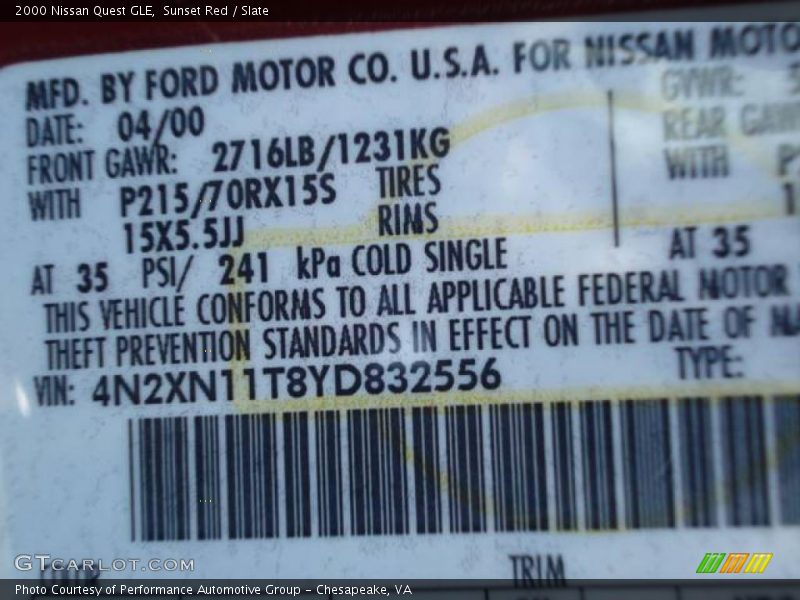 2000 Nissan Quest GLE, Sunset Red / Slate
MFD. BY FORD MOTOR CO. U.S.A. FOR NISSAN
DATE: 04/00
GVWR:
FRONT GAWR: 2716LB/1231KG
REAR GAWR
WITH P215/70RX15S TIRES
WITH
15X5.5JJ RIMS
AT 35 PSI/ 241 kPa COLD SINGLE
AT 35
THIS VEHICLE CONFORMS TO ALL APPLICABLE FEDERAL MOTOR
THEFT PREVENTION STANDARDS IN EFFECT ON THE DATE OF
VIN: 4N2XN11T8YD832556
TYPE:
GTCARLOT.COM
TRIM
Photo Courtesy of Performance Automotive Group - Chesapeake, VA